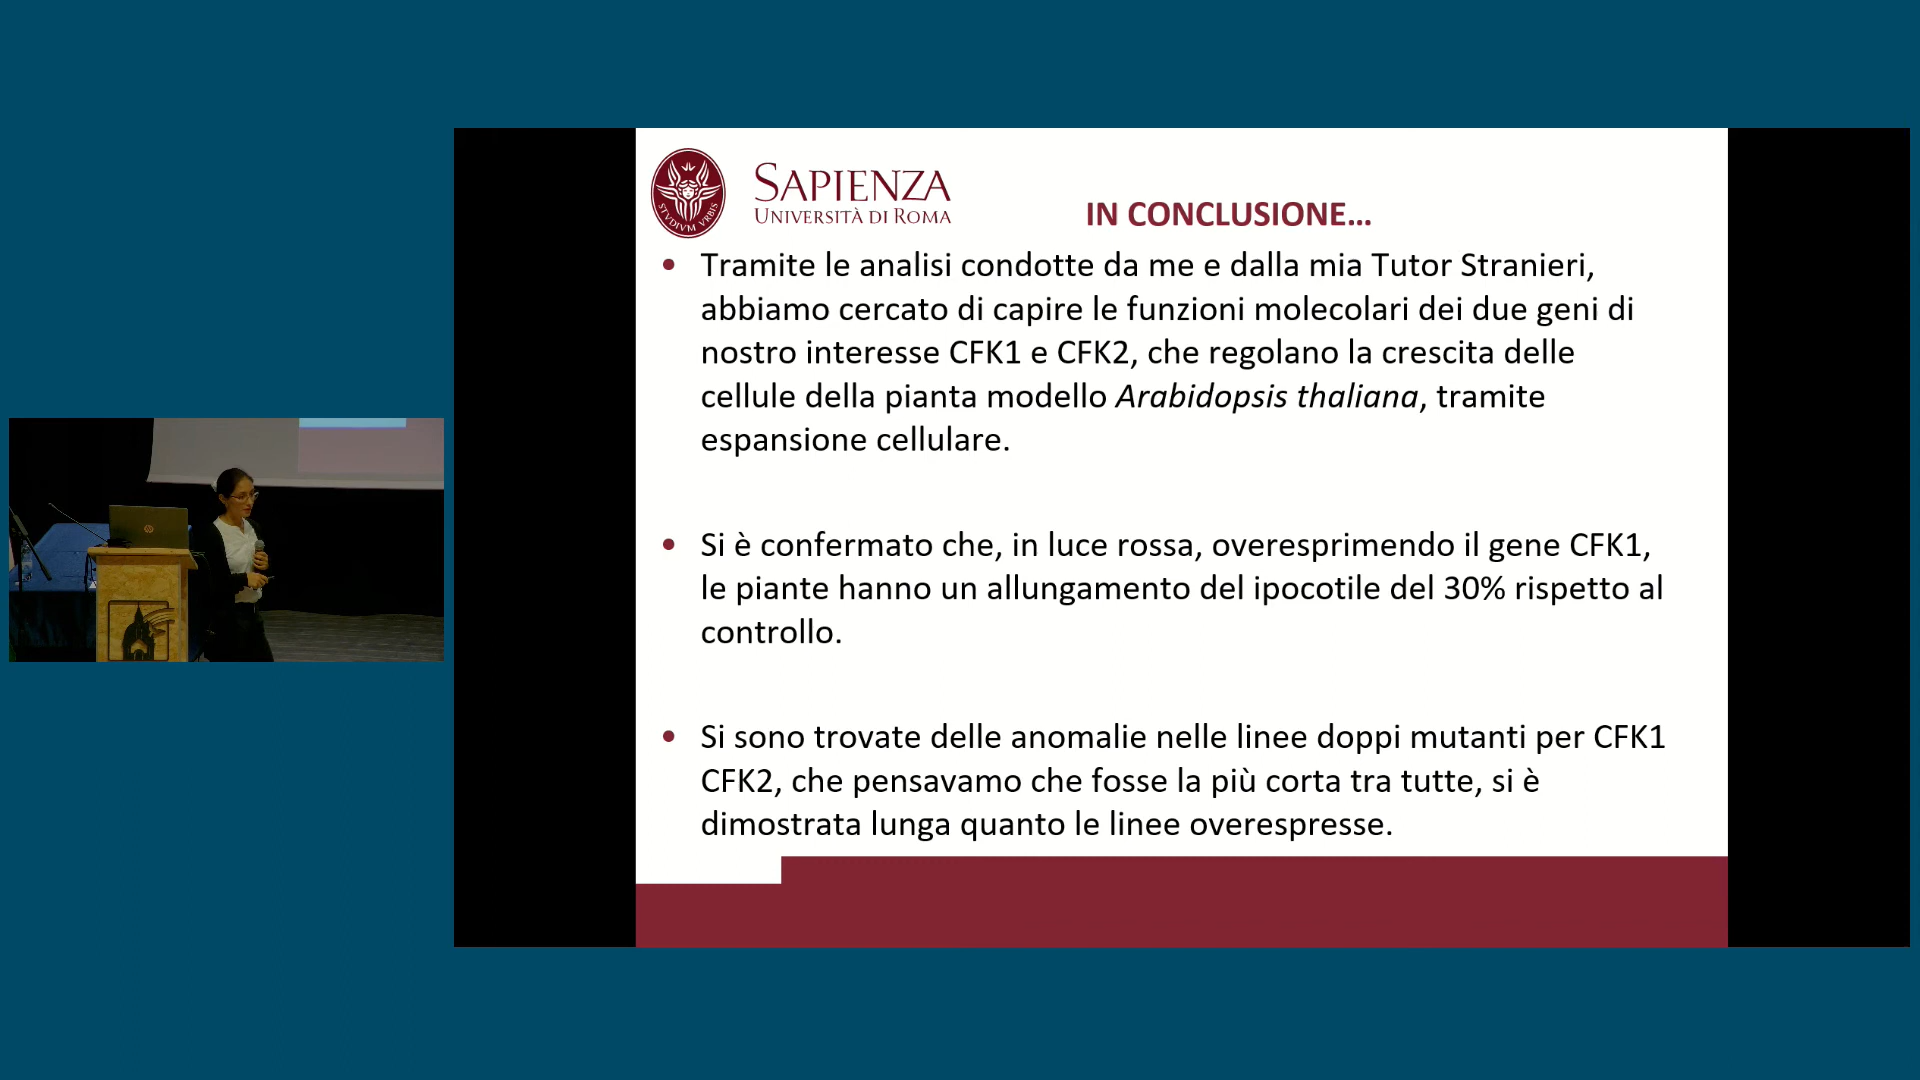 SAPIENZA
UNIVERSITÀ DI ROMA
STVDIVM VRBIS
IN CONCLUSIONE...
• Tramite le analisi condotte da me e dalla mia Tutor Stranieri,
abbiamo cercato di capire le funzioni molecolari dei due geni di
nostro interesse CFK1 e CFK2, che regolano la crescita delle
cellule della pianta modello Arabidopsis thaliana, tramite
espansione cellulare.
• Si è confermato che, in luce rossa, overesprimendo il gene CFK1,
le piante hanno un allungamento del ipocotile del 30% rispetto al
controllo.
• Si sono trovate delle anomalie nelle linee doppi mutanti per CFK1
CFK2, che pensavamo che fosse la più corta tra tutte, si è
dimostrata lunga quanto le linee overespresse.